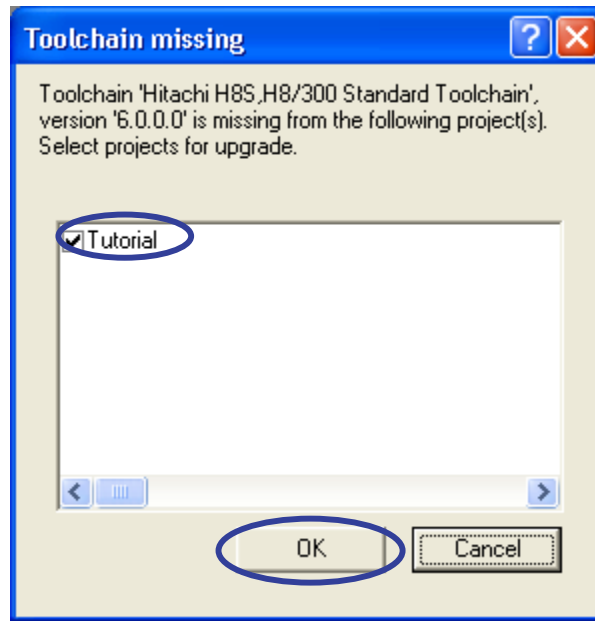 Toolchain missing
Toolchain 'Hitachi H8S,H8/300 Standard Toolchain',
version '6.0.0.0' is missing from the following project(s).
Select projects for upgrade.
Tutorial
OK
Cancel